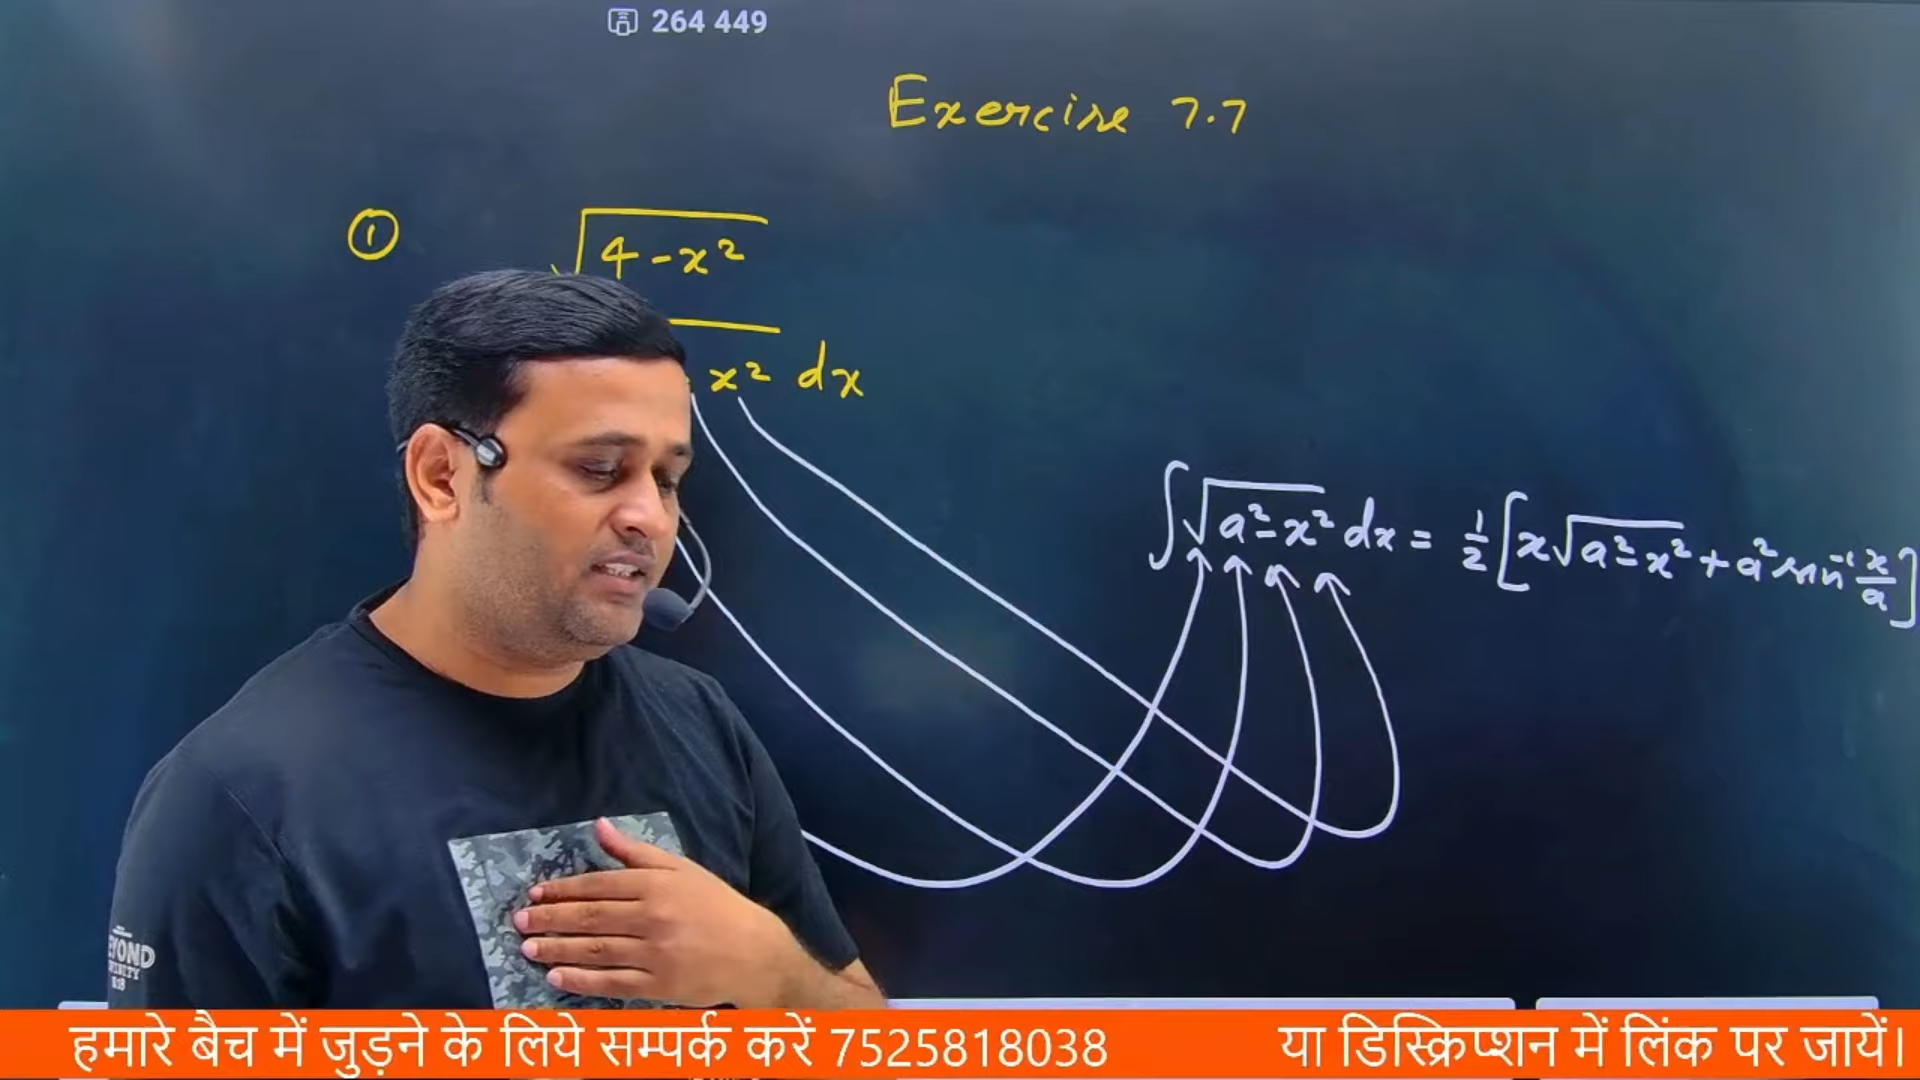 264 449
Exercise 7.7
① √4-x²
x² dx
∫√a²-x² dx = 1/2 [x√a²-x² + a² sin⁻¹ x/a]
हमारे बैच में जुड़ने के लिये सम्पर्क करें 7525818038 या डिस्क्रिप्शन में लिंक पर जायें।